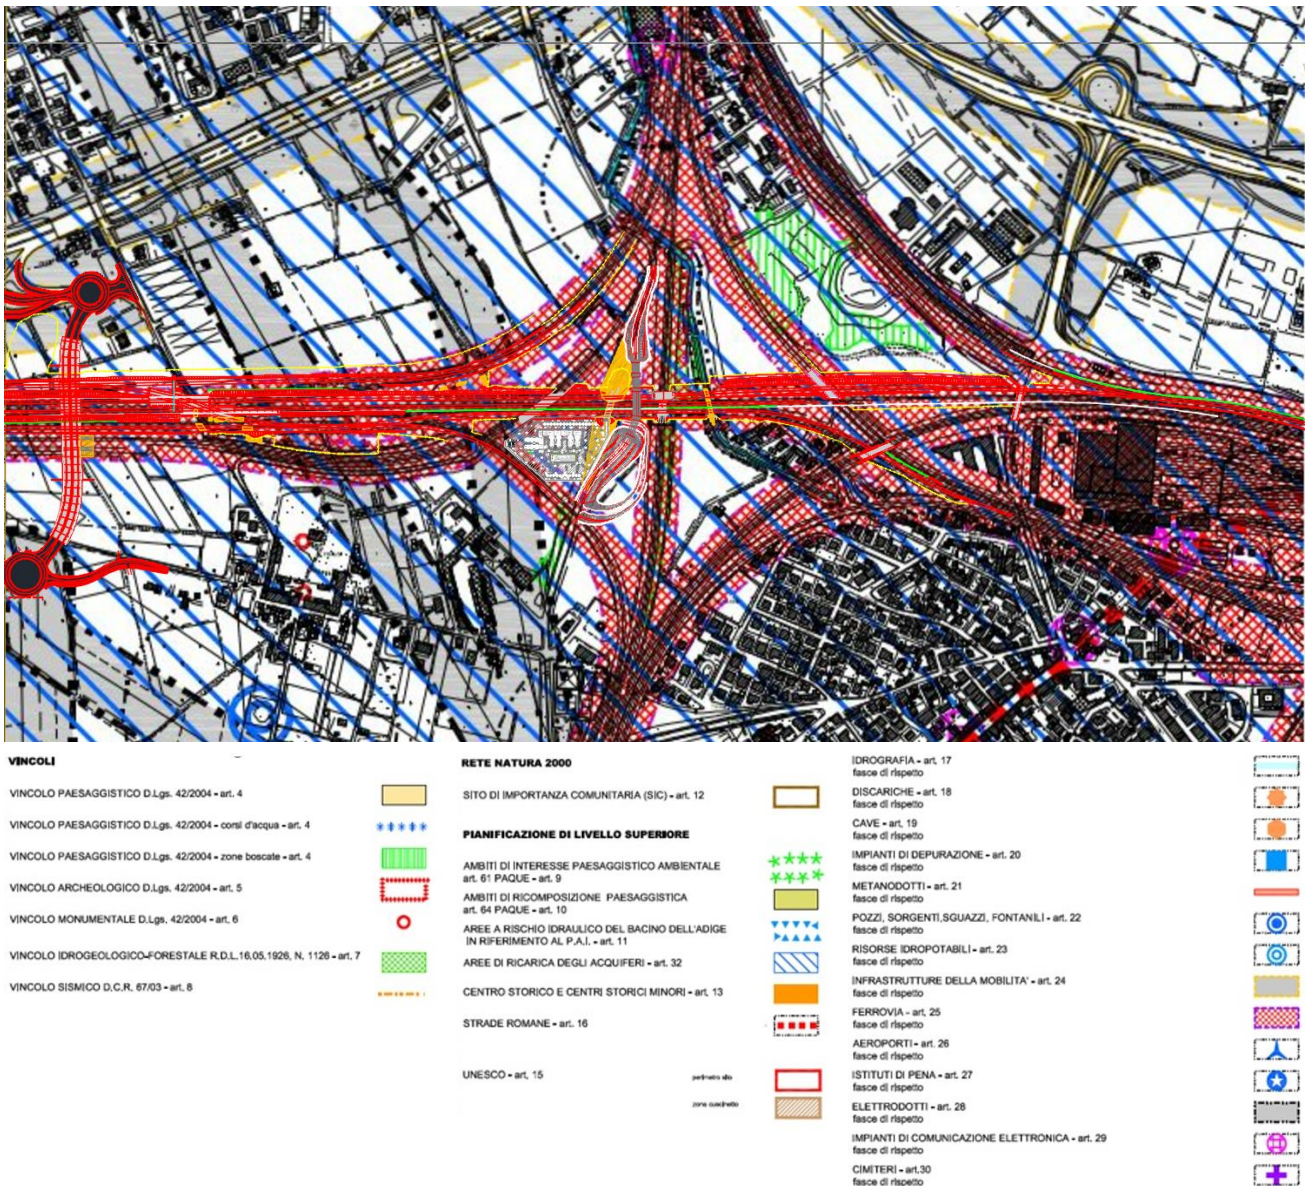 VINCOLI
VINCOLO PAESAGGISTICO D.Lgs. 42/2004 - art. 4
VINCOLO PAESAGGISTICO D.Lgs. 42/2004 - corsi d'acqua - art. 4
VINCOLO PAESAGGISTICO D.Lgs. 42/2004 - zone boscate - art. 4
VINCOLO ARCHEOLOGICO D.Lgs. 42/2004 - art. 5
VINCOLO MONUMENTALE D.Lgs. 42/2004 - art. 6
VINCOLO IDROGEOLOGICO-FORESTALE R.D.L.16.05.1926, N. 1126 - art. 7
VINCOLO SISMICO D.C.R. 67/03 - art. 8
RETE NATURA 2000
SITO DI IMPORTANZA COMUNITARIA (SIC) - art. 12
PIANIFICAZIONE DI LIVELLO SUPERIORE
AMBITI DI INTERESSE PAESAGGISTICO AMBIENTALE
art. 61 PAQUE - art. 9
AMBITI DI RICOMPOSIZIONE PAESAGGISTICA
art. 64 PAQUE - art. 10
AREE A RISCHIO IDRAULICO DEL BACINO DELL'ADIGE
IN RIFERIMENTO AL P.A.I. - art. 11
AREE DI RICARICA DEGLI ACQUIFERI - art. 32
CENTRO STORICO E CENTRI STORICI MINORI - art. 13
STRADE ROMANE - art. 16
UNESCO - art. 15
perimetro sito
zona cuscinetto
IDROGRAFIA - art. 17
fasce di rispetto
DISCARICHE - art. 18
fasce di rispetto
CAVE - art. 19
fasce di rispetto
IMPIANTI DI DEPURAZIONE - art. 20
fasce di rispetto
METANODOTTI - art. 21
fasce di rispetto
POZZI, SORGENTI,SGUAZZI, FONTANILI - art. 22
fasce di rispetto
RISORSE IDROPOTABILI - art. 23
fasce di rispetto
INFRASTRUTTURE DELLA MOBILITA' - art. 24
fasce di rispetto
FERROVIA - art. 25
fasce di rispetto
AEROPORTI - art. 26
fasce di rispetto
ISTITUTI DI PENA - art. 27
fasce di rispetto
ELETTRODOTTI - art. 28
fasce di rispetto
IMPIANTI DI COMUNICAZIONE ELETTRONICA - art. 29
fasce di rispetto
CIMITERI - art.30
fasce di rispetto